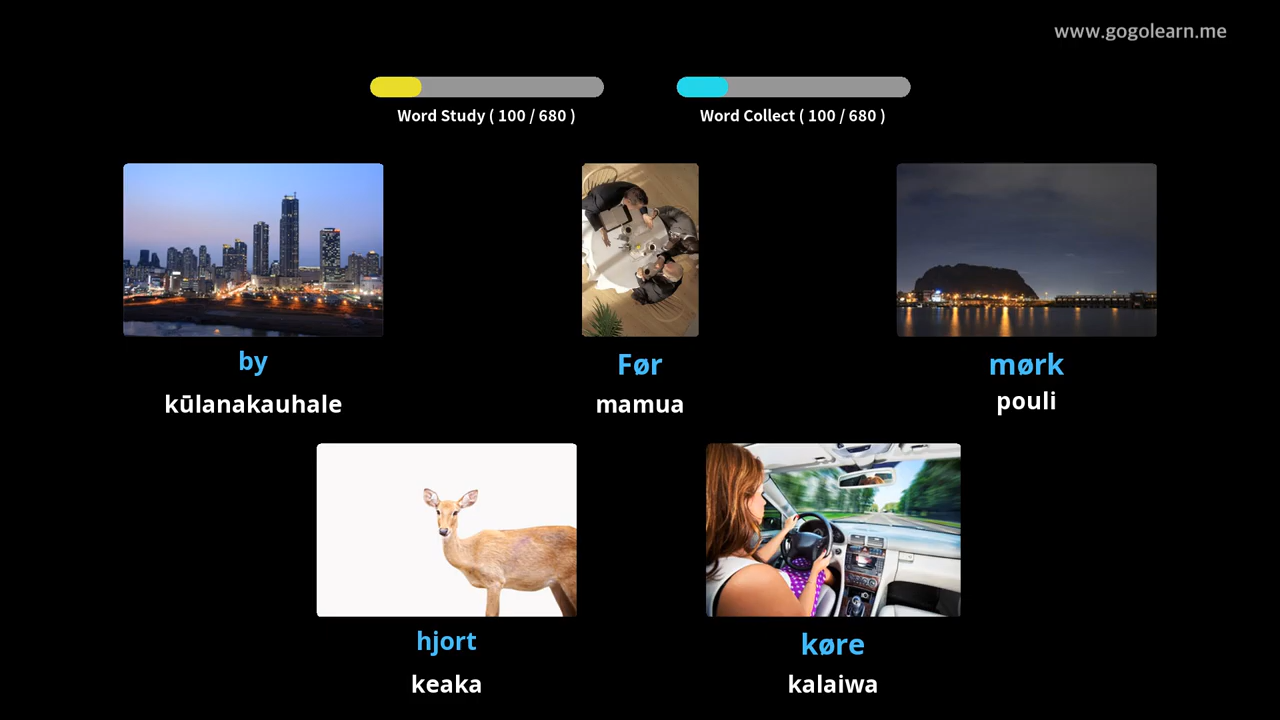 www.gogolearn.me
Word Study ( 100 / 680 )
Word Collect ( 100 / 680 )
by
Før
mørk
kūlanakauhale
mamua
pouli
hjort
køre
keaka
kalaiwa